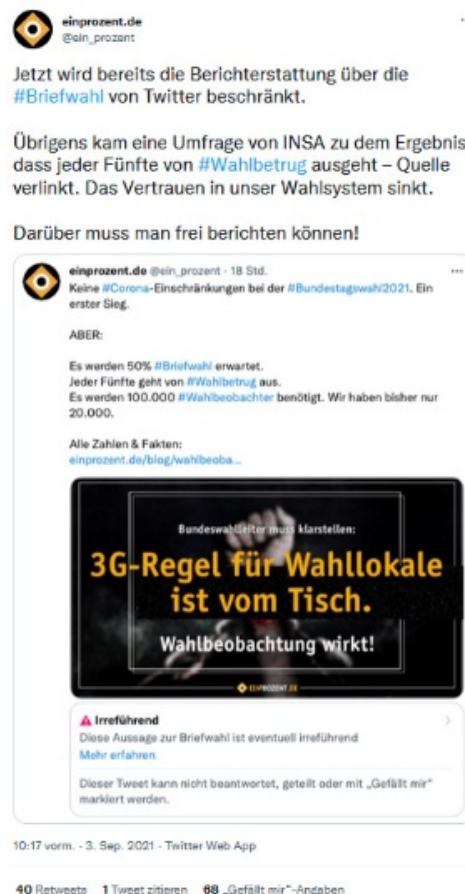 einprozent.de
@ein_prozent
Jetzt wird bereits die Berichterstattung über die
#Briefwahl von Twitter beschränkt.
Übrigens kam eine Umfrage von INSA zu dem Ergebnis
dass jeder Fünfte von #Wahlbetrug ausgeht – Quelle
verlinkt. Das Vertrauen in unser Wahlsystem sinkt.
Darüber muss man frei berichten können!
einprozent.de @ein_prozent · 18 Std.
Keine #Corona-Einschränkungen bei der #Bundestagswahl2021. Ein
erster Sieg.
ABER:
Es werden 50% #Briefwahl erwartet.
Jeder Fünfte geht von #Wahlbetrug aus.
Es werden 100.000 #Wahlbeobachter benötigt. Wir haben bisher nur
20.000.
Alle Zahlen & Fakten:
einprozent.de/blog/wahlbeoba...
Bundeswahlleiter muss klarstellen:
3G-Regel für Wahllokale
ist vom Tisch.
Wahlbeobachtung wirkt!
EINPROZENT.DE
Irreführend
Diese Aussage zur Briefwahl ist eventuell irreführend
Mehr erfahren
Dieser Tweet kann nicht beantwortet, geteilt oder mit „Gefällt mir“
markiert werden.
10:17 vorm. · 3. Sep. 2021 · Twitter Web App
40 Retweets 1 Tweet zitieren 68 „Gefällt mir“-Angaben